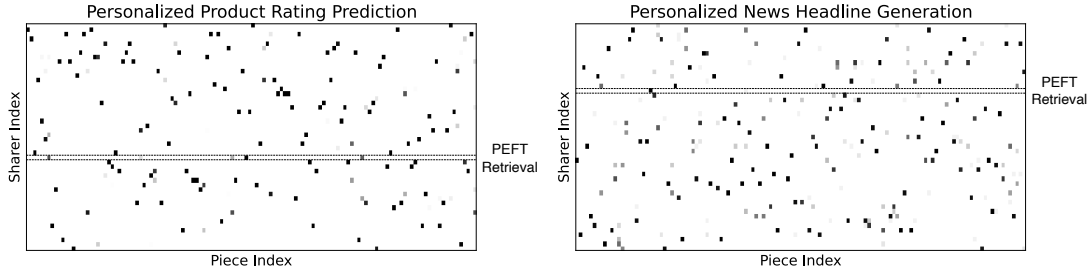 Personalized Product Rating Prediction
Sharer Index
PEFT
Retrieval
Piece Index
Personalized News Headline Generation
Sharer Index
PEFT
Retrieval
Piece Index